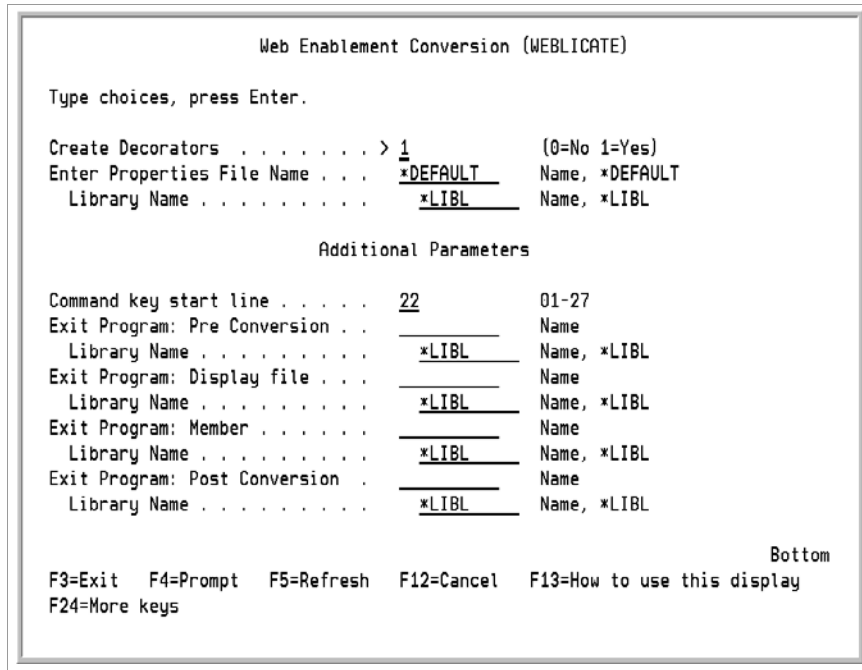 Web Enablement Conversion (WEBLICATE)
Type choices, press Enter.
Create Decorators . . . . . . . > 1 (0=No 1=Yes)
Enter Properties File Name . . . *DEFAULT Name, *DEFAULT
Library Name . . . . . . . . . *LIBL Name, *LIBL
Additional Parameters
Command key start line . . . . . 22 01-27
Exit Program: Pre Conversion . . Name
Library Name . . . . . . . . . *LIBL Name, *LIBL
Exit Program: Display file . . . Name
Library Name . . . . . . . . . *LIBL Name, *LIBL
Exit Program: Member . . . . . . Name
Library Name . . . . . . . . . *LIBL Name, *LIBL
Exit Program: Post Conversion . Name
Library Name . . . . . . . . . *LIBL Name, *LIBL
Bottom
F3=Exit F4=Prompt F5=Refresh F12=Cancel F13=How to use this display
F24=More keys